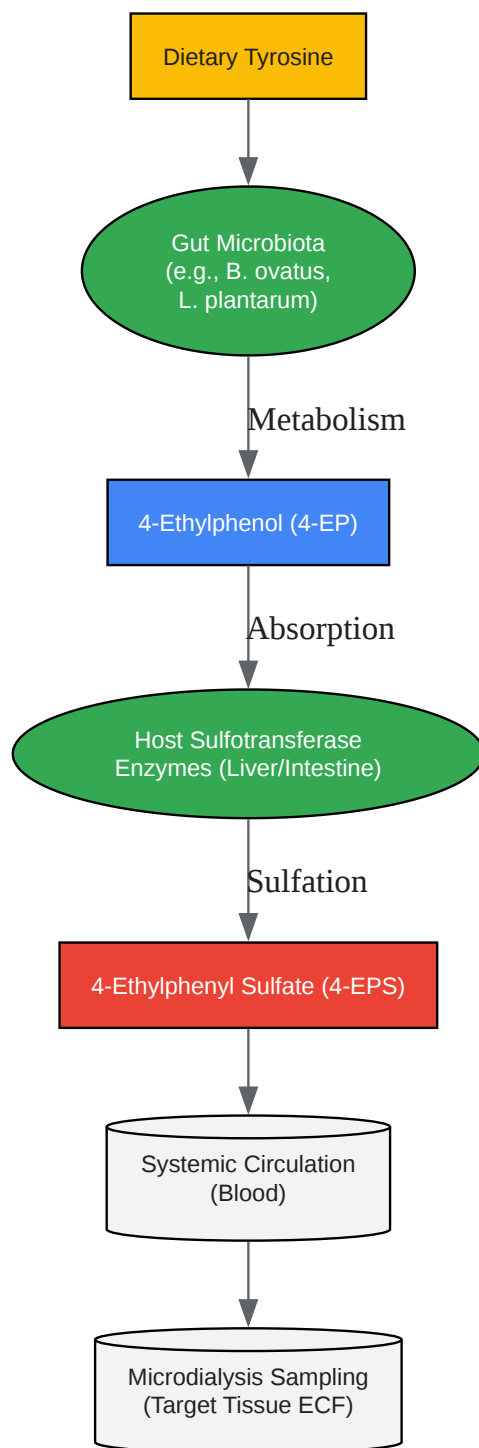 Dietary Tyrosine
Gut Microbiota
(e.g., B. ovatus,
L. plantarum)
Metabolism
4-Ethylphenol (4-EP)
Absorption
Host Sulfotransferase
Enzymes (Liver/Intestine)
Sulfation
4-Ethylphenyl Sulfate (4-EPS)
Systemic Circulation
(Blood)
Microdialysis Sampling
(Target Tissue ECF)